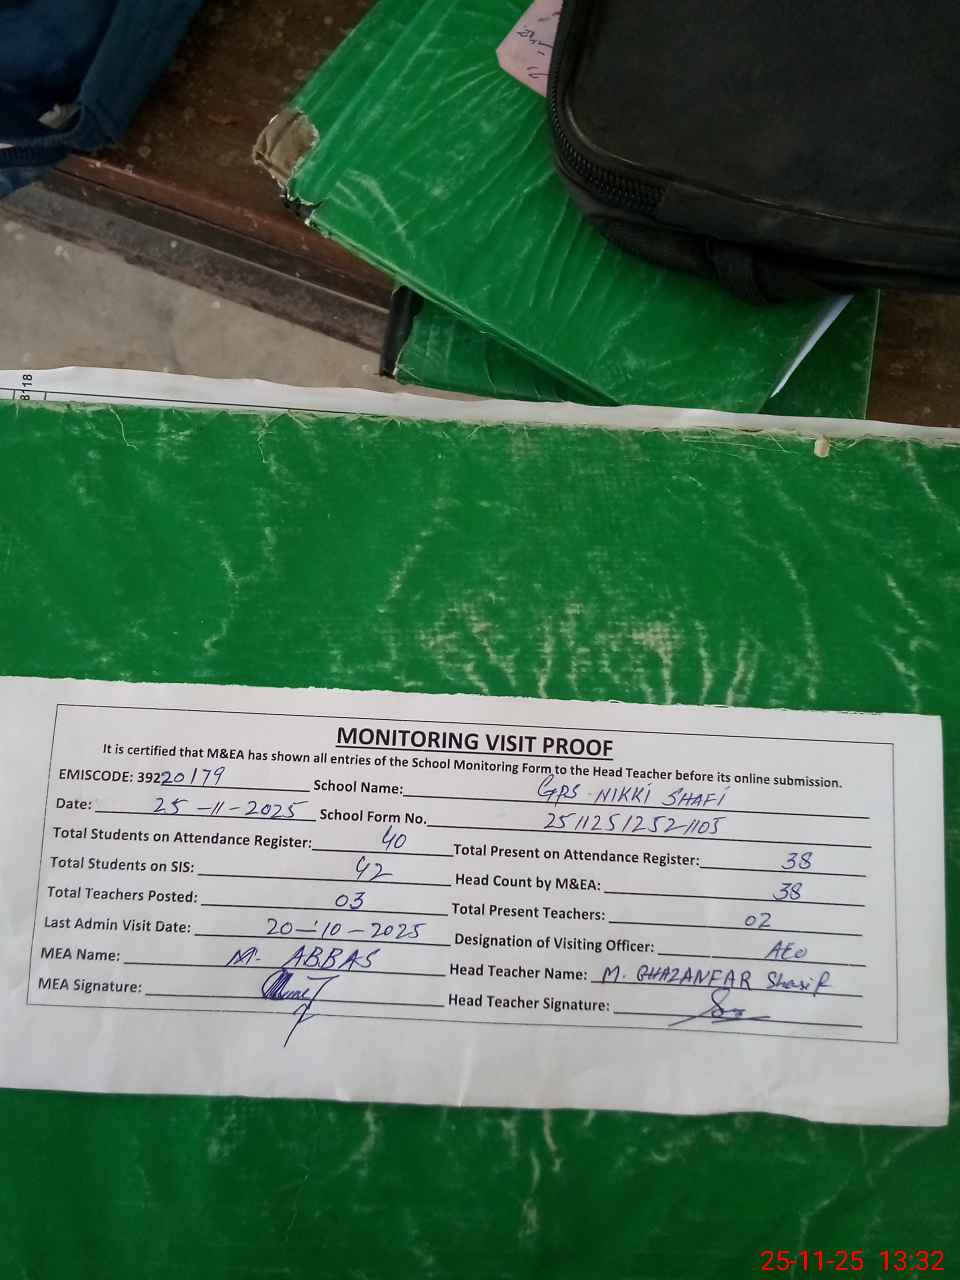 8118
MONITORING VISIT PROOF
It is certified that M&EA has shown all entries of the School Monitoring Form to the Head Teacher before its online submission.
EMISCODE: 39220179 School Name: GPS - NIKKI SHAFI
Date: 25-11-2025 School Form No. 2511251252-1105
Total Students on Attendance Register: 40 Total Present on Attendance Register: 38
Total Students on SIS: 42 Head Count by M&EA: 38
Total Teachers Posted: 03 Total Present Teachers: 02
Last Admin Visit Date: 20-10-2025 Designation of Visiting Officer: AEO
MEA Name: M. ABBAS Head Teacher Name: M. GHAZANFAR Sharif
MEA Signature: Head Teacher Signature:
25-11-25 13:32